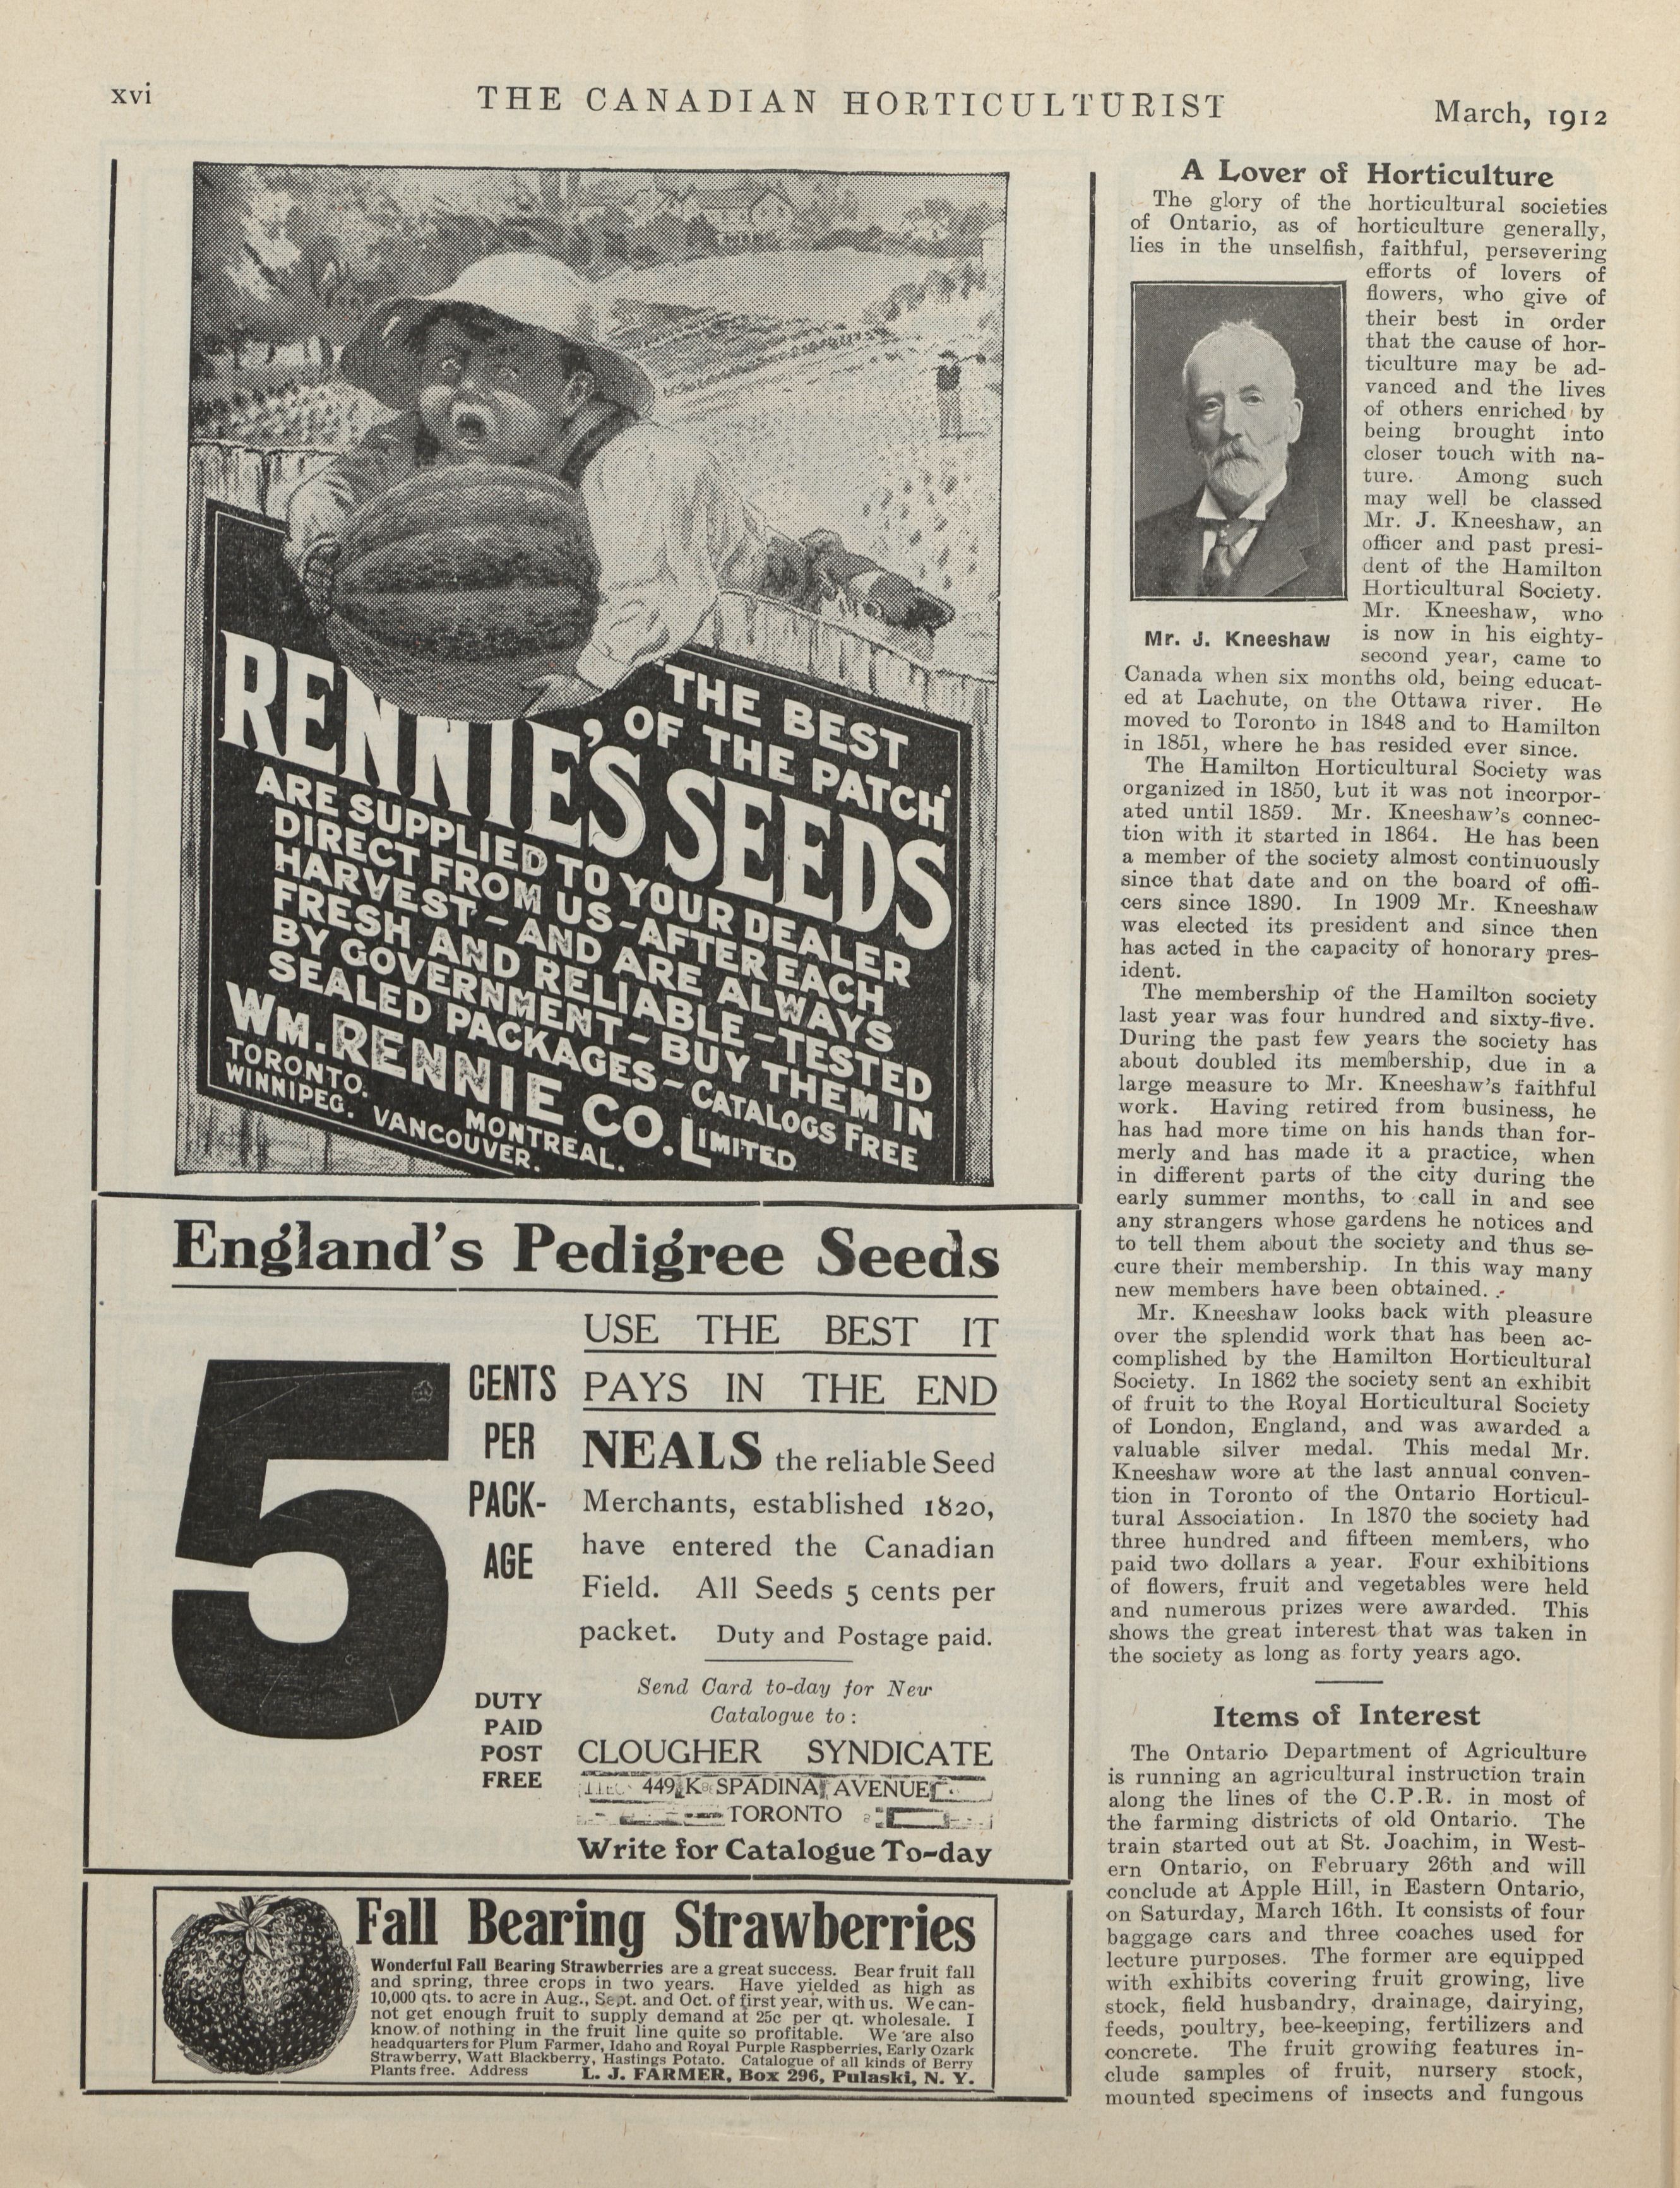 xvi
THE CANADIAN HORTICULTURIST
March, 1912
THE BEST
OF THE PATCH
RENNIE'S SEEDS
ARE SUPPLIED TO YOUR DEALER
DIRECT FROM US-AFTER EACH
HARVEST-AND ARE ALWAYS
FRESH AND RELIABLE-TESTED
BY GOVERNMENT-BUY THEM IN
SEALED PACKAGES-CATALOGS FREE
WM. RENNIE CO. LIMITED
TORONTO. MONTREAL.
WINNIPEG. VANCOUVER.
England's Pedigree Seeds
5
CENTS
PER
PACK-
AGE
DUTY
PAID
POST
FREE
USE THE BEST IT
PAYS IN THE END
NEALS the reliable Seed
Merchants, established 1820,
have entered the Canadian
Field. All Seeds 5 cents per
packet. Duty and Postage paid.
Send Card to-day for New
Catalogue to:
CLOUGHER SYNDICATE
449 SPADINA AVENUE
TORONTO
Write for Catalogue To-day
Fall Bearing Strawberries
Wonderful Fall Bearing Strawberries are a great success. Bear fruit fall
and spring, three crops in two years. Have yielded as high as
10,000 qts. to acre in Aug., Sept. and Oct. of first year, with us. We can-
not get enough fruit to supply demand at 25c per qt. wholesale. I
know of nothing in the fruit line quite so profitable. We are also
headquarters for Plum Farmer, Idaho and Royal Purple Raspberries, Early Ozark
Strawberry, Watt Blackberry, Hastings Potato. Catalogue of all kinds of Berry
Plants free. Address L. J. FARMER, Box 296, Pulaski, N. Y.
A Lover of Horticulture
The glory of the horticultural societies
of Ontario, as of horticulture generally,
lies in the unselfish, faithful, persevering
efforts of lovers of
flowers, who give of
their best in order
that the cause of hor-
ticulture may be ad-
vanced and the lives
of others enriched by
being brought into
closer touch with na-
ture. Among such
may well be classed
Mr. J. Kneeshaw, an
officer and past presi-
dent of the Hamilton
Horticultural Society.
Mr. Kneeshaw, who
is now in his eighty-
second year, came to
Mr. J. Kneeshaw
Canada when six months old, being educat-
ed at Lachute, on the Ottawa river. He
moved to Toronto in 1848 and to Hamilton
in 1851, where he has resided ever since.
The Hamilton Horticultural Society was
organized in 1850, but it was not incorpor-
ated until 1859. Mr. Kneeshaw's connec-
tion with it started in 1864. He has been
a member of the society almost continuously
since that date and on the board of offi-
cers since 1890. In 1909 Mr. Kneeshaw
was elected its president and since then
has acted in the capacity of honorary pres-
ident.
The membership of the Hamilton society
last year was four hundred and sixty-five.
During the past few years the society has
about doubled its membership, due in a
large measure to Mr. Kneeshaw's faithful
work. Having retired from business, he
has had more time on his hands than for-
merly and has made it a practice, when
in different parts of the city during the
early summer months, to call in and see
any strangers whose gardens he notices and
to tell them about the society and thus se-
cure their membership. In this way many
new members have been obtained.
Mr. Kneeshaw looks back with pleasure
over the splendid work that has been ac-
complished by the Hamilton Horticultural
Society. In 1862 the society sent an exhibit
of fruit to the Royal Horticultural Society
of London, England, and was awarded a
valuable silver medal. This medal Mr.
Kneeshaw wore at the last annual conven-
tion in Toronto of the Ontario Horticul-
tural Association. In 1870 the society had
three hundred and fifteen members, who
paid two dollars a year. Four exhibitions
of flowers, fruit and vegetables were held
and numerous prizes were awarded. This
shows the great interest that was taken in
the society as long as forty years ago.
Items of Interest
The Ontario Department of Agriculture
is running an agricultural instruction train
along the lines of the C.P.R. in most of
the farming districts of old Ontario. The
train started out at St. Joachim, in West-
ern Ontario, on February 26th and will
conclude at Apple Hill, in Eastern Ontario,
on Saturday, March 16th. It consists of four
baggage cars and three coaches used for
lecture purposes. The former are equipped
with exhibits covering fruit growing, live
stock, field husbandry, drainage, dairying,
feeds, poultry, bee-keeping, fertilizers and
concrete. The fruit growing features in-
clude samples of fruit, nursery stock,
mounted specimens of insects and fungous